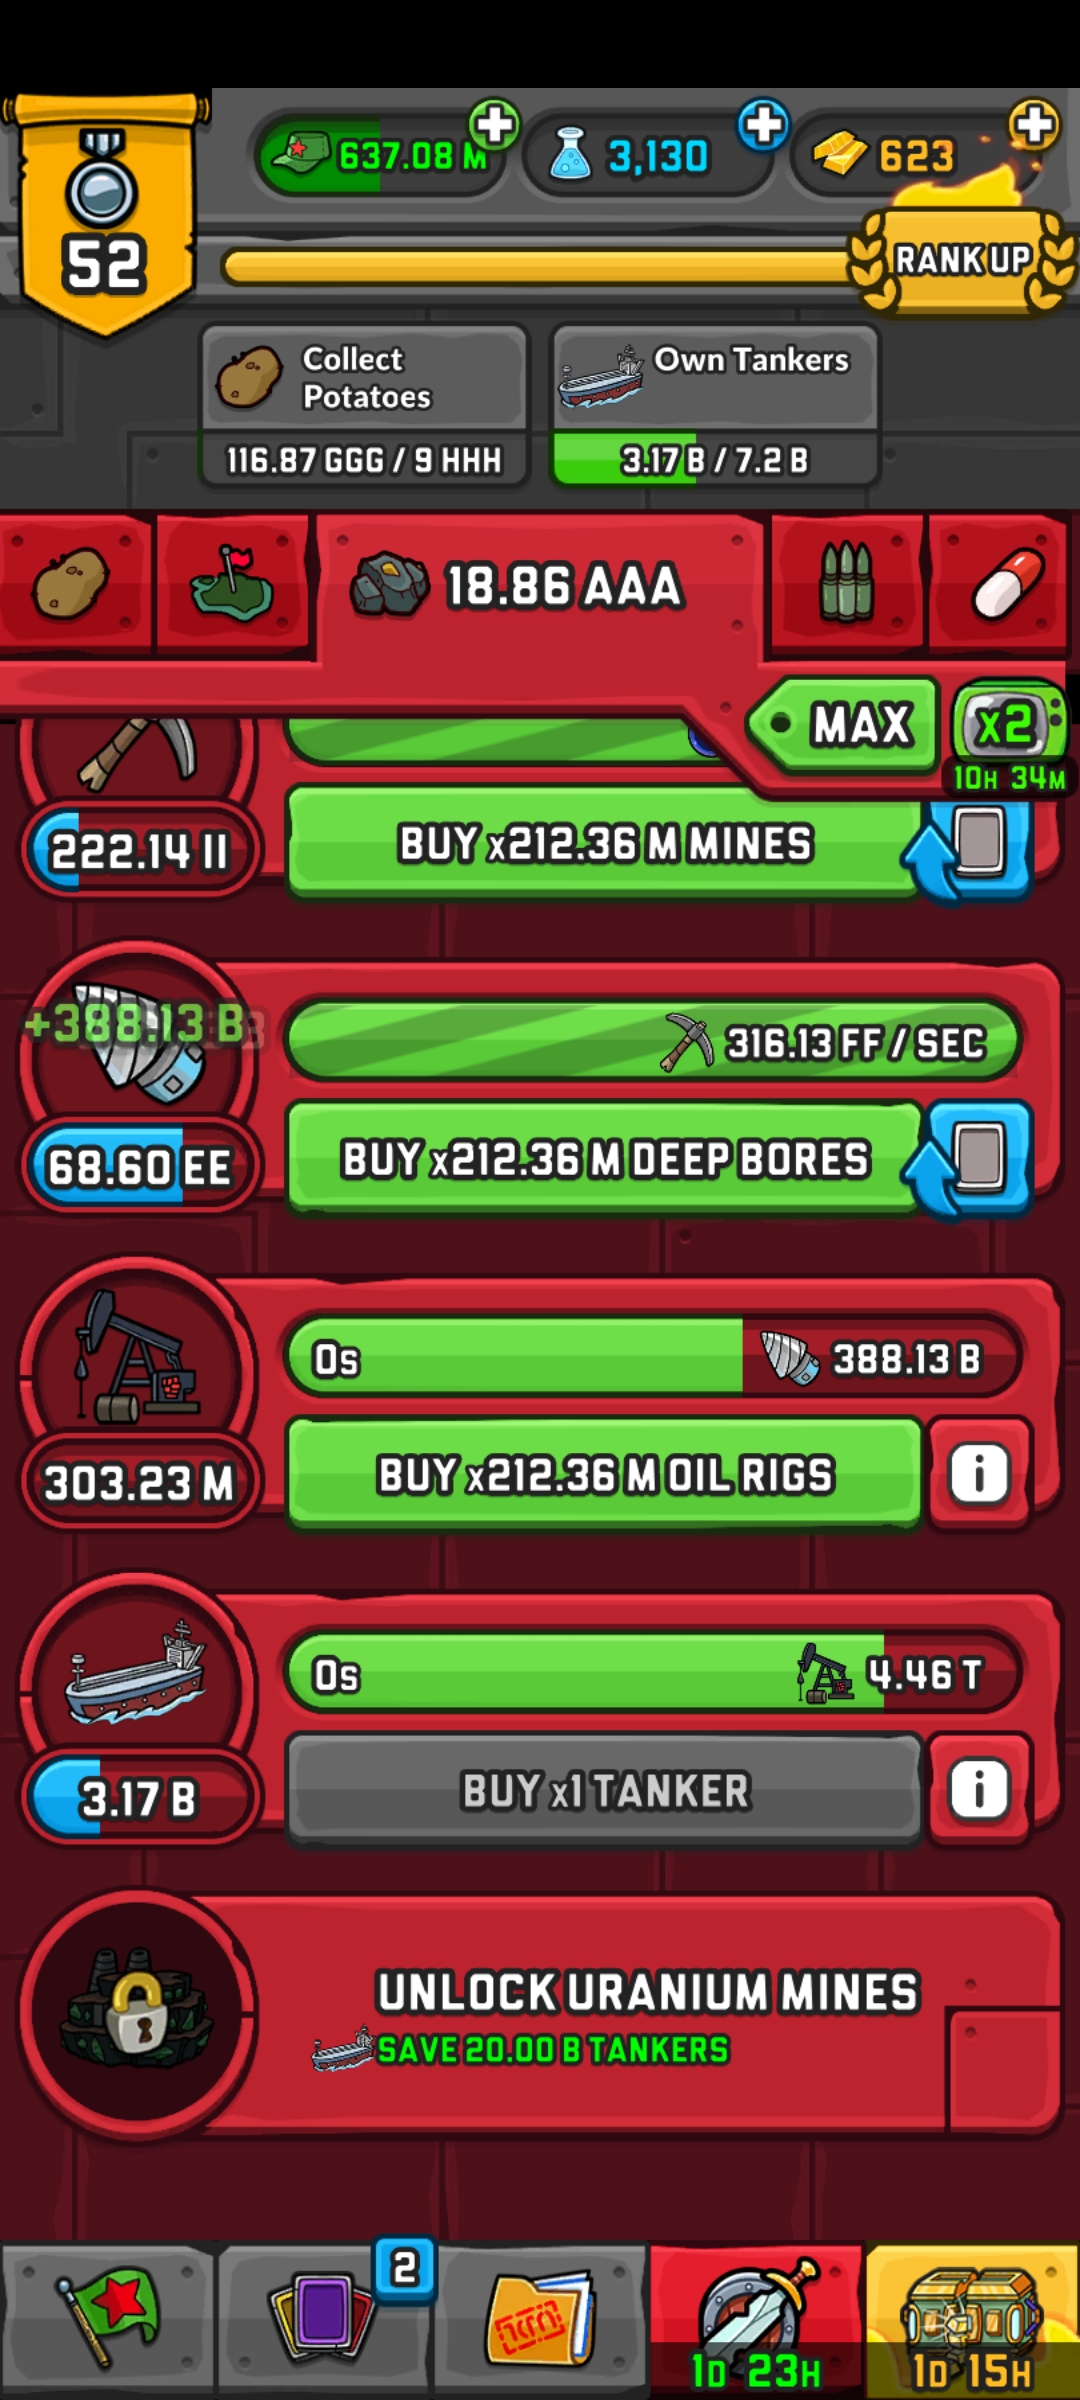 637.08 M
3,130
623
52
RANK UP
Collect
Potatoes
116.87 GGG / 9 HHH
Own Tankers
3.17 B / 7.2 B
18.86 AAA
MAX
x2
10H 34M
222.14 II
BUY x212.36 M MINES
+388.13 B
316.13 FF / SEC
68.60 EE
BUY x212.36 M DEEP BORES
0s
388.13 B
303.23 M
BUY x212.36 M OIL RIGS
i
0s
4.46 T
3.17 B
BUY x1 TANKER
i
UNLOCK URANIUM MINES
SAVE 20.00 B TANKERS
2
1D 23H
1D 15H